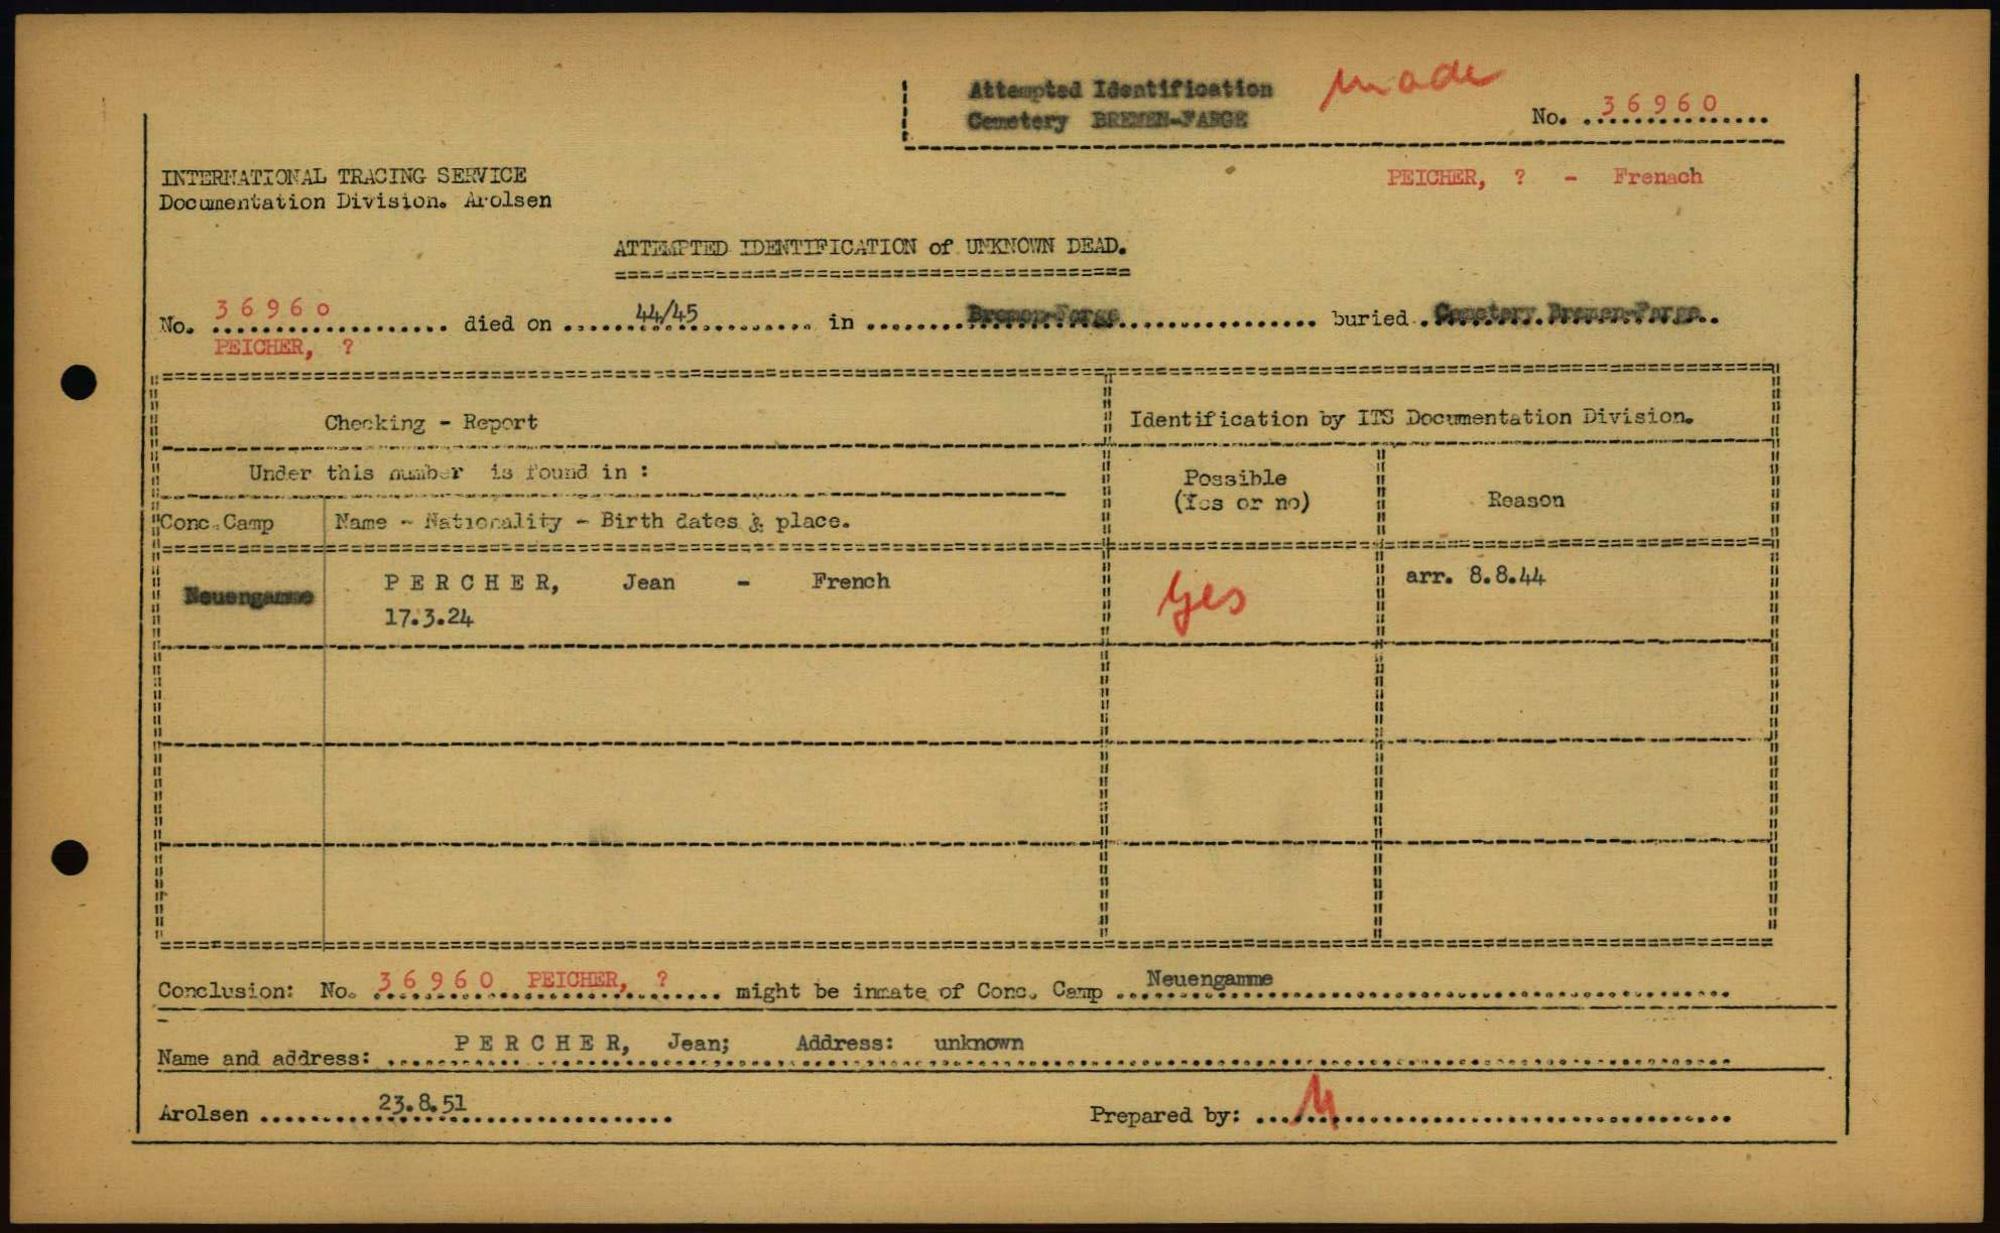 Attempted Identification made
Cemetery BREMEN-FARGE
No. 36960
INTERNATIONAL TRACING SERVICE
PEICHER, ? - Frenach
Documentation Division. Arolsen
ATTEMPTED IDENTIFICATION of UNKNOWN DEAD.
No. 36960 died on 44/45 in Bremen-Farge buried Cemetery Bremen-Farge.
PEICHER, ?
Checking - Report
Identification by ITS Documentation Division.
Under this number is found in :
Possible
(Yes or no)
Reason
Conc. Camp
Name - Nationality - Birth dates & place.
Neuengamme
PERCHER, Jean - French
17.3.24
yes
arr. 8.8.44
Conclusion: No. 36960 PEICHER, ? might be inmate of Conc. Camp Neuengamme
Name and address: PERCHER, Jean; Address: unknown
Arolsen 23.8.51
Prepared by: